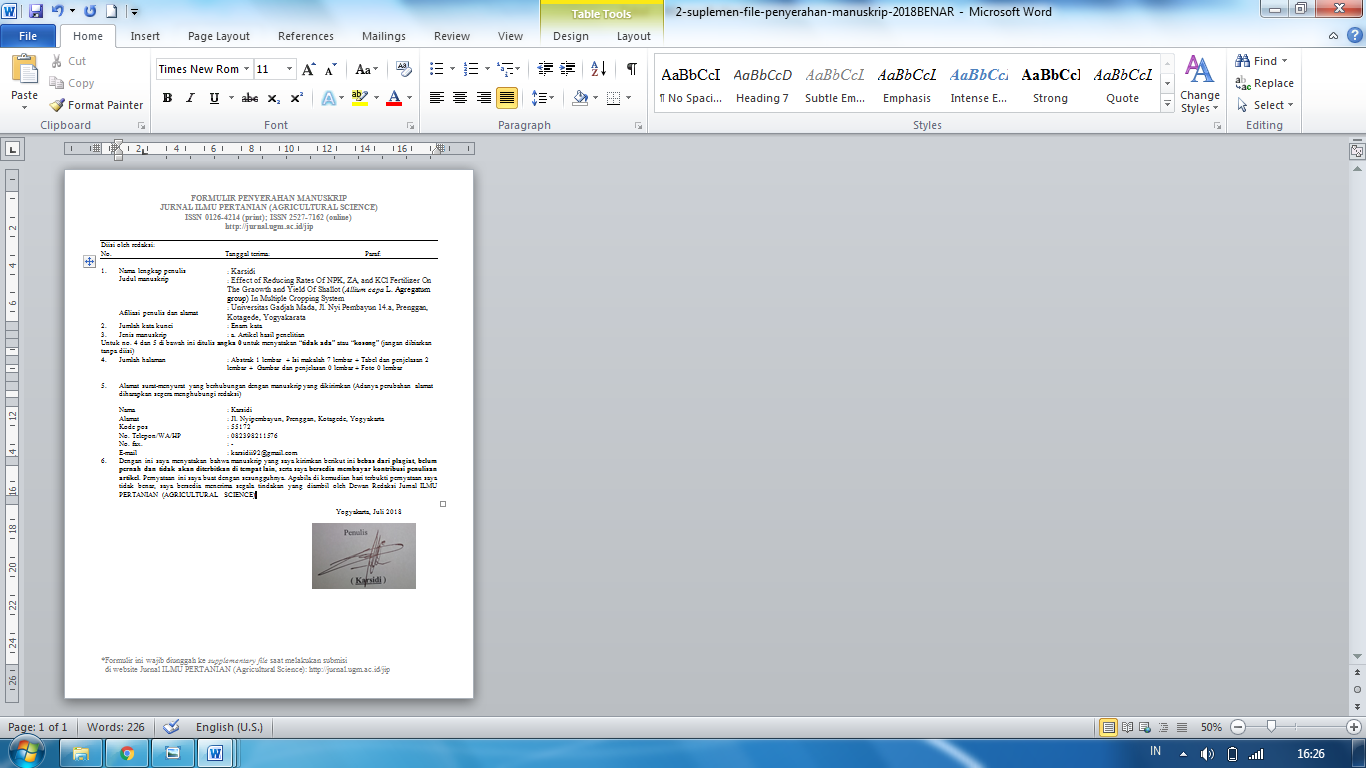 2-suplemen-file-penyerahan-manuskrip-2018BENAR - Microsoft Word
Table Tools
File Home Insert Page Layout References Mailings Review View Design Layout
Paste
Cut
Copy
Format Painter
Clipboard
Times New Rom 11
Font
Paragraph
AaBbCcI AaBbCcD AaBbCcL AaBbCcL AaBbCcI AaBbCcI AaBbCcL
¶ No Spaci... Heading 7 Subtle Em... Emphasis Intense E... Strong Quote
Change Styles
Styles
Find
Replace
Select
Editing
2 4 6 8 10 12 14 16
FORMULIR PENYERAHAN MANUSKRIP
JURNAL ILMU PERTANIAN (AGRICULTURAL SCIENCE)
ISSN 0126-4214 (print); ISSN 2527-7162 (online)
http://jurnal.ugm.ac.id/jip
Diisi oleh redaksi;
No. Tanggal terima: Paraf:
1. Nama lengkap penulis : Karsidi
Judul manuskrip : Effect of Reducing Rates Of NPK, ZA, and KCl Fertilizer On
The Graowth and Yield Of Shallot (Allium cepa L. Agregatum
group) In Multiple Cropping System
Afiliasi penulis dan alamat : Universitas Gadjah Mada, Jl. Nyi Pembayun 14.a, Prenggan,
Kotagede, Yogyakarata
2. Jumlah kata kunci : Enam kata
3. Jenis manuskrip : a. Artikel hasil penelitian
Untuk no. 4 dan 5 di bawah ini ditulis angka 0 untuk menyatakan “tidak ada” atau “kosong” (jangan dibiarkan
tanpa diisi)
4. Jumlah halaman : Abstrak 1 lembar + Isi makalah 7 lembar + Tabel dan penjelasan 2
lembar + Gambar dan penjelasan 0 lembar + Foto 0 lembar
5. Alamat surat-menyurat yang berhubungan dengan manuskrip yang dikirimkan (Adanya perubahan alamat
diharapkan segera menghubungi redaksi)
Nama : Karsidi
Alamat : Jl. Nyipembayun, Prenggan, Kotagede, Yogyakarta
Kode pos : 55172
No. Telepon/WA/HP : 082398211576
No. fax. : -
E-mail : karsidii92@gmail.com
6. Dengan ini saya menyatakan bahwa manuskrip yang saya kirimkan berikut ini bebas dari plagiat, belum
pernah dan tidak akan diterbitkan di tempat lain, serta saya bersedia membayar kontribusi penulisan
artikel. Pernyataan ini saya buat dengan sesungguhnya. Apabila di kemudian hari terbukti pernyataan saya
tidak benar, saya bersedia menerima segala tindakan yang diambil oleh Dewan Redaksi Jurnal ILMU
PERTANIAN (AGRICULTURAL SCIENCE)
Yogyakarta, Juli 2018
Penulis
( Karsidi )
*Formulir ini wajib diunggah ke supplementary file saat melakukan submisi
di website Jurnal ILMU PERTANIAN (Agricultural Science): http://jurnal.ugm.ac.id/jip
Page: 1 of 1 Words: 226 English (U.S.) 50%
IN 16:26